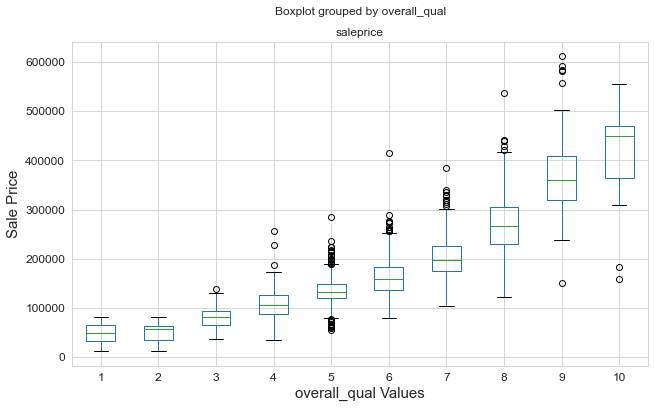 Boxplot grouped by overall_qual
saleprice
Sale Price
600000
500000
400000
300000
200000
100000
0
1 2 3 4 5 6 7 8 9 10
overall_qual Values